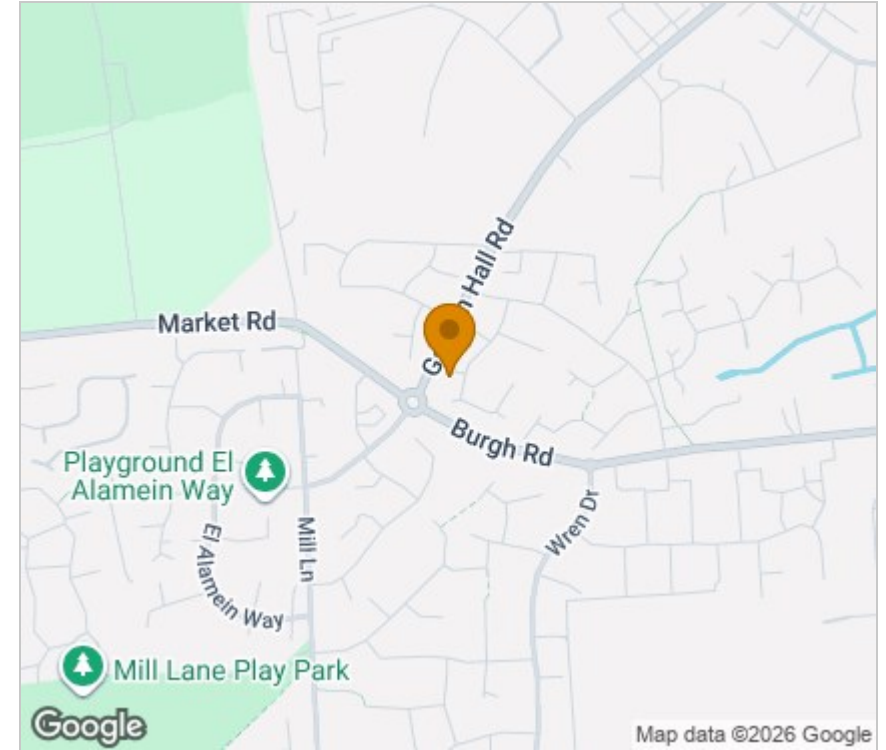 Hall Rd
Market Rd
Burgh Rd
Playground El
Alamein Way
Mill Ln
Wren Dr
El Alamein Way
Mill Lane Play Park
Google
Map data ©2026 Google